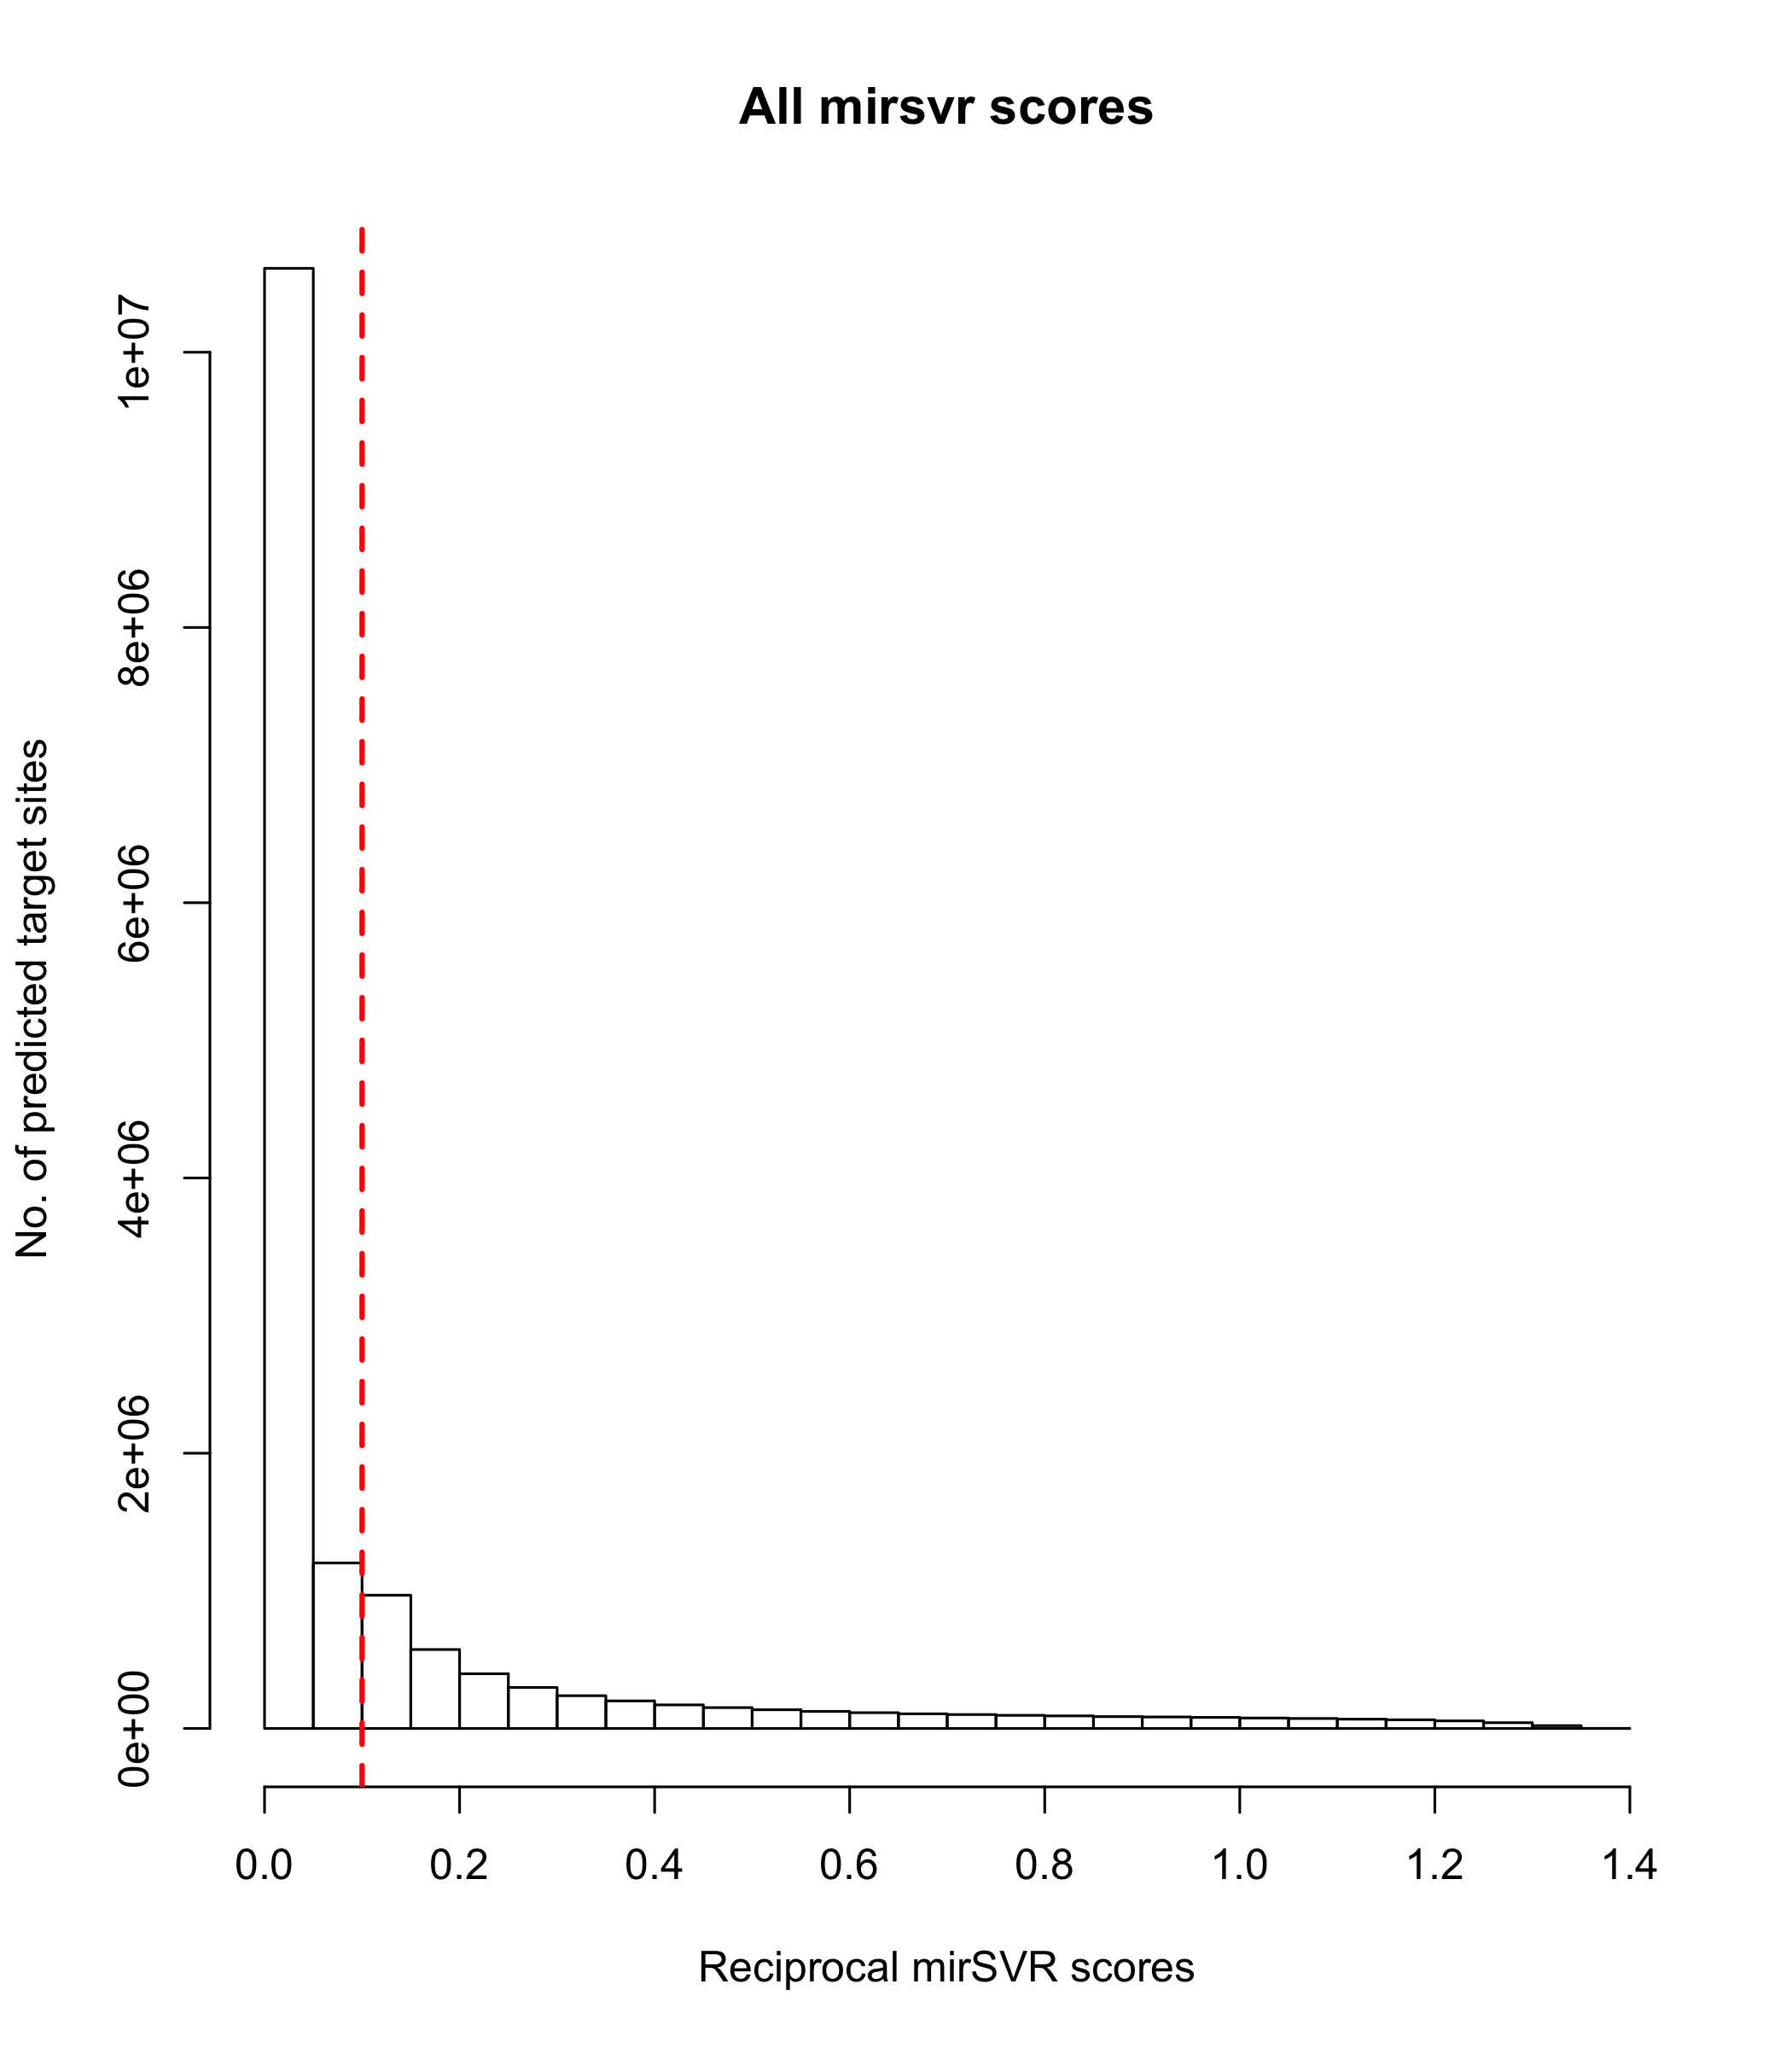 All mirsvr scores
No. of predicted target sites
1e+07
8e+06
6e+06
4e+06
2e+06
0e+00
0.0 0.2 0.4 0.6 0.8 1.0 1.2 1.4
Reciprocal mirSVR scores